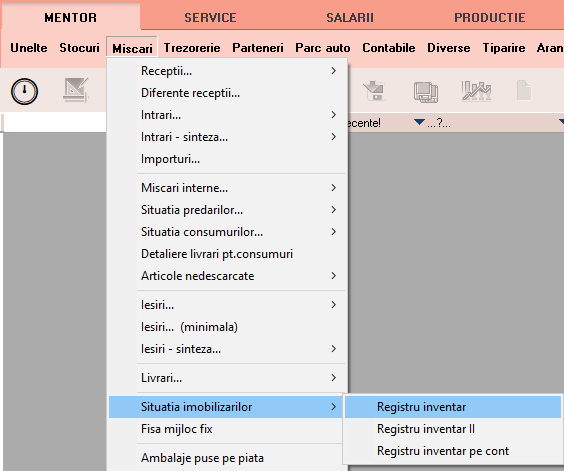 MENTOR SERVICE SALARII PRODUCTIE
Unelte Stocuri Miscari Trezorerie Parteneri Parc auto Contabile Diverse Tiparire Aran
Receptii...
Diferente receptii...
Intrari...
ecente! ...?...
Intrari - sinteza...
Importuri...
Miscari interne...
Situatia predarilor...
Situatia consumurilor...
Detaliere livrari pt.consumuri
Articole nedescarcate
Iesiri...
Iesiri... (minimala)
Iesiri - sinteza...
Livrari...
Situatia imobilizarilor
Registru inventar
Fisa mijloc fix
Registru inventar II
Registru inventar pe cont
Ambalaje puse pe piata